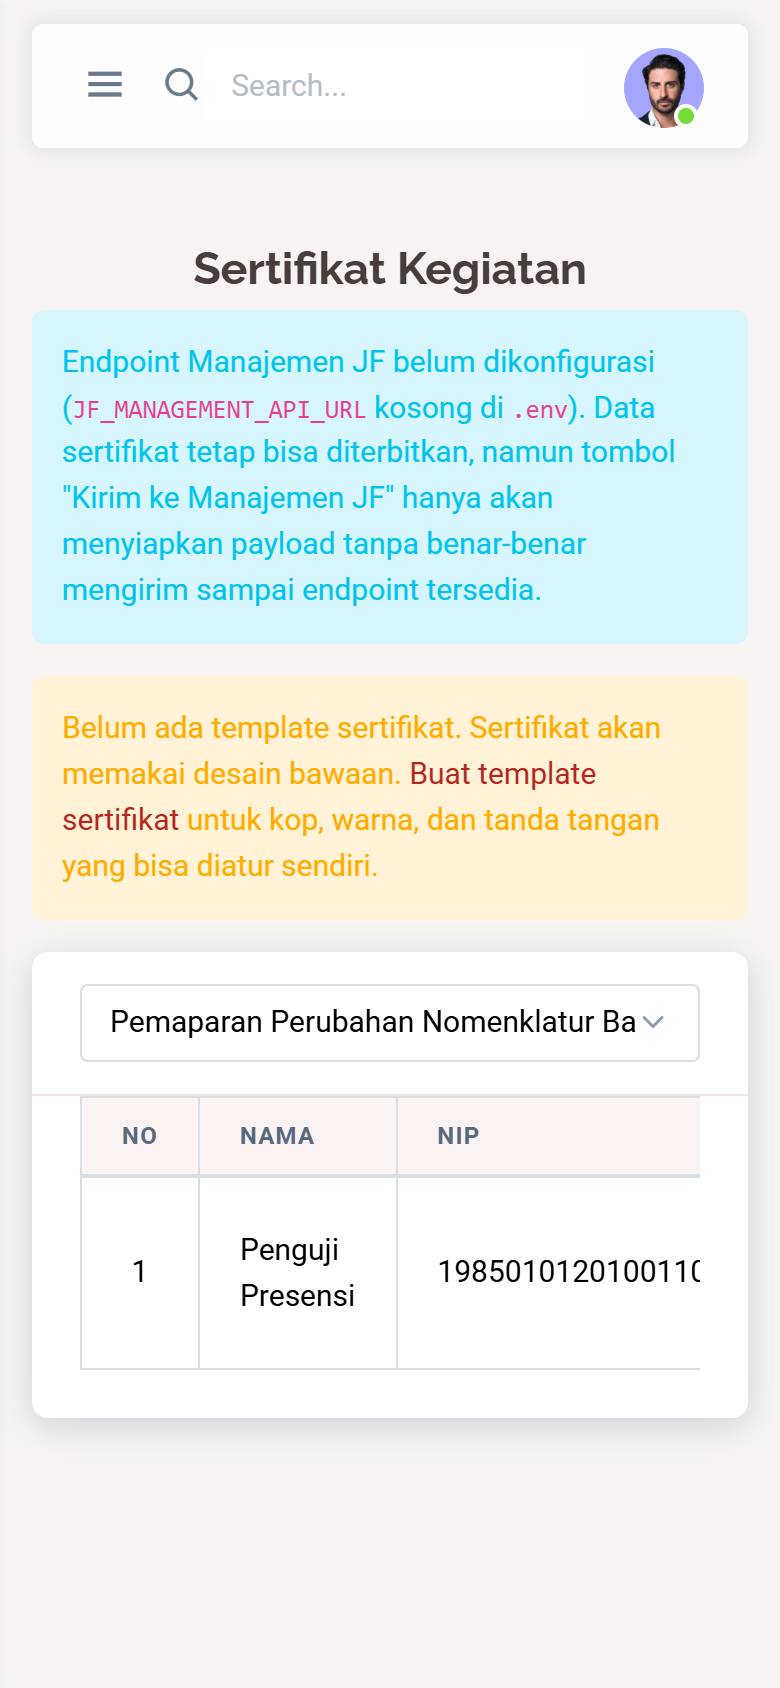 Search...
Sertifikat Kegiatan
Endpoint Manajemen JF belum dikonfigurasi
(JF_MANAGEMENT_API_URL kosong di .env). Data
sertifikat tetap bisa diterbitkan, namun tombol
"Kirim ke Manajemen JF" hanya akan
menyiapkan payload tanpa benar-benar
mengirim sampai endpoint tersedia.
Belum ada template sertifikat. Sertifikat akan
memakai desain bawaan. Buat template
sertifikat untuk kop, warna, dan tanda tangan
yang bisa diatur sendiri.
Pemaparan Perubahan Nomenklatur Ba
NO NAMA NIP
1 Penguji Presensi 1985010120100110